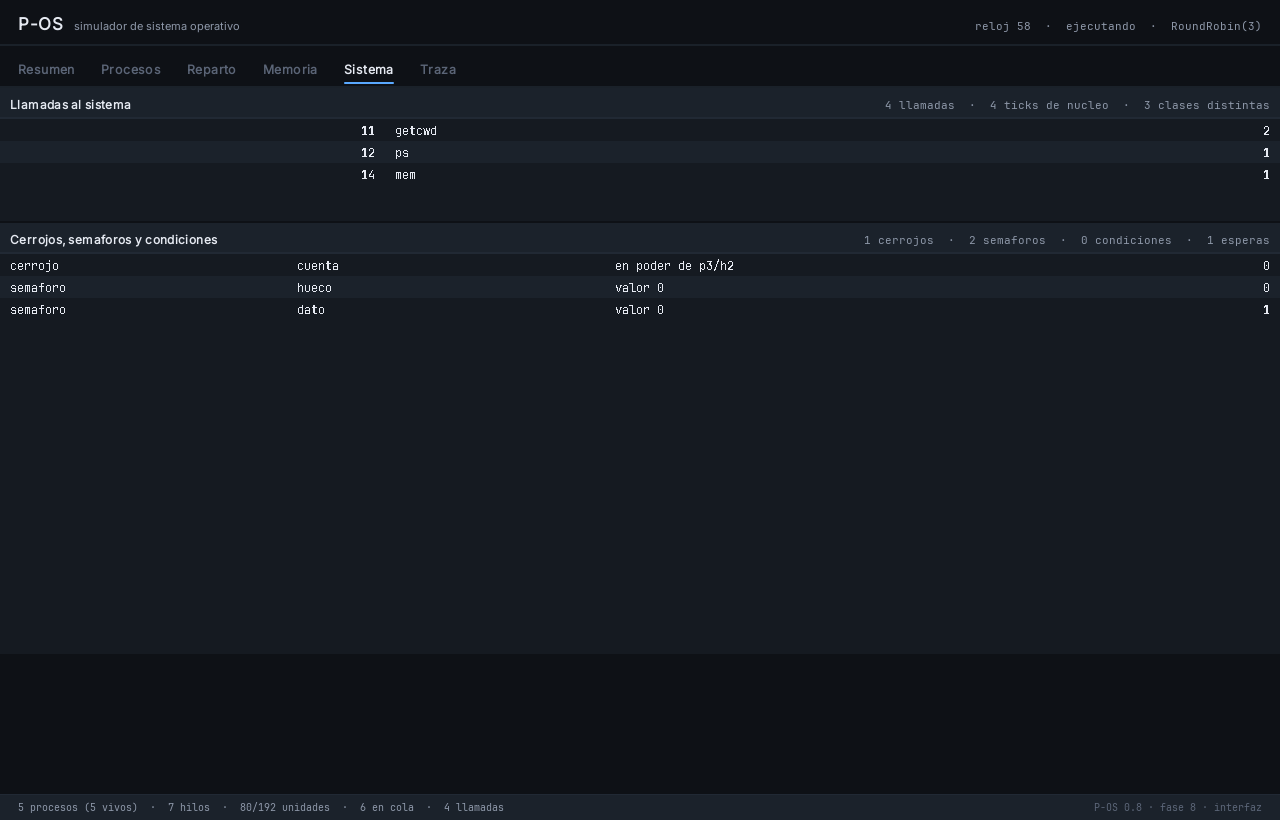 P-OS simulador de sistema operativo reloj 58 · ejecutando · RoundRobin(3)
Resumen Procesos Reparto Memoria Sistema Traza
Llamadas al sistema 4 llamadas · 4 ticks de nucleo · 3 clases distintas
11 getcwd 2
12 ps 1
14 mem 1
Cerrojos, semaforos y condiciones 1 cerrojos · 2 semaforos · 0 condiciones · 1 esperas
cerrojo cuenta en poder de p3/h2 0
semaforo hueco valor 0 0
semaforo dato valor 0 1
5 procesos (5 vivos) · 7 hilos · 80/192 unidades · 6 en cola · 4 llamadas P-OS 0.8 · fase 8 · interfaz